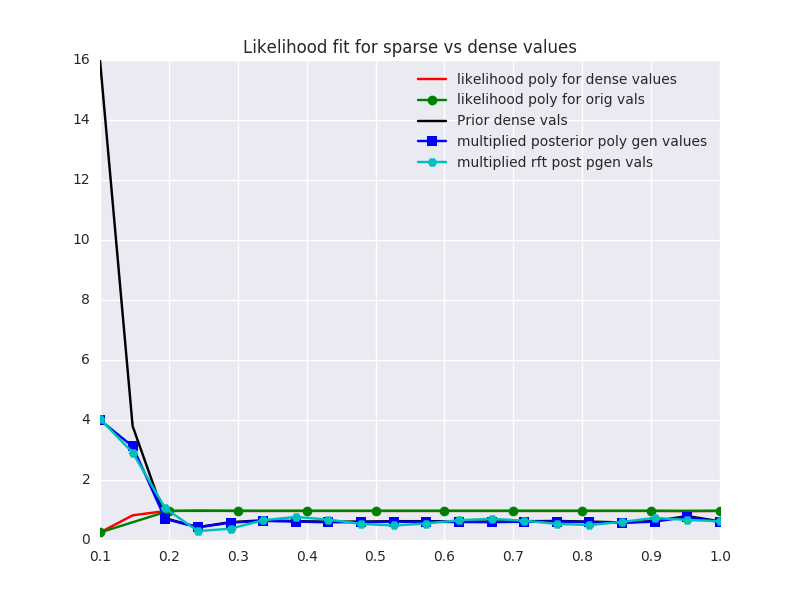 Likelihood fit for sparse vs dense values
16
14
12
10
8
6
4
2
0
likelihood poly for dense values
likelihood poly for orig vals
Prior dense vals
multiplied posterior poly gen values
multiplied rft post pgen vals
0.1 0.2 0.3 0.4 0.5 0.6 0.7 0.8 0.9 1.0